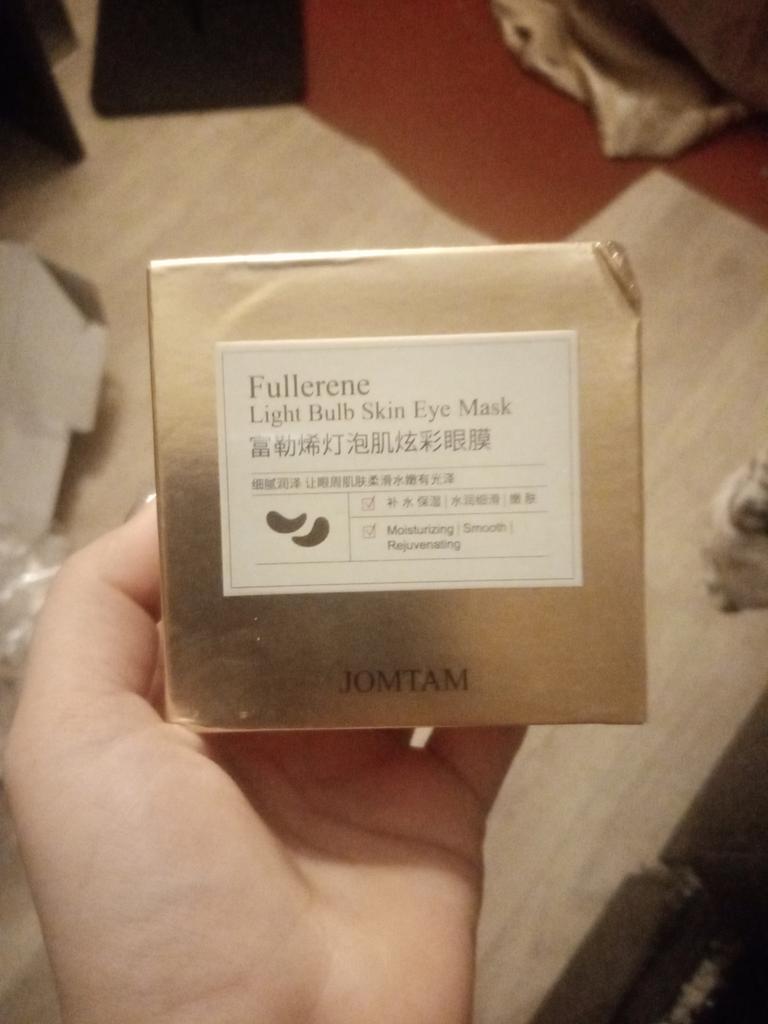 Fullerene
Light Bulb Skin Eye Mask
富勒烯灯泡肌炫彩眼膜
细腻润泽 让眼周肌肤柔滑水嫩有光泽
补水保湿 | 水润细滑 | 嫩肤
Moisturizing | Smooth |
Rejuvenating
JOMTAM